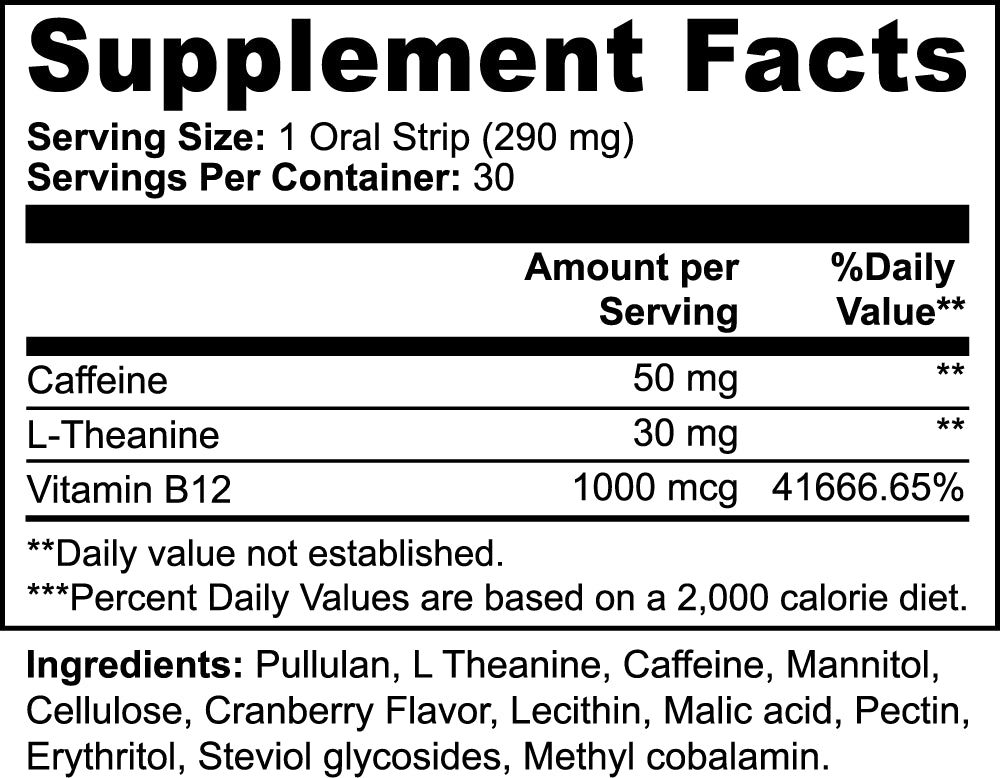 Supplement Facts
Serving Size: 1 Oral Strip (290 mg)
Servings Per Container: 30
Amount per %Daily
Serving Value**
Caffeine 50 mg **
L-Theanine 30 mg **
Vitamin B12 1000 mcg 41666.65%
**Daily value not established.
***Percent Daily Values are based on a 2,000 calorie diet.
Ingredients: Pullulan, L Theanine, Caffeine, Mannitol,
Cellulose, Cranberry Flavor, Lecithin, Malic acid, Pectin,
Erythritol, Steviol glycosides, Methyl cobalamin.